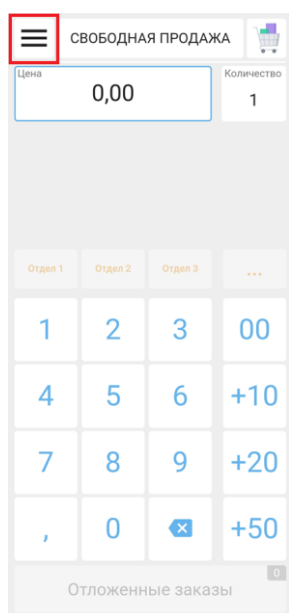 СВОБОДНАЯ ПРОДАЖА
Цена
0,00
Количество
1
Отдел 1 Отдел 2 Отдел 3 ...
1 2 3 00
4 5 6 +10
7 8 9 +20
, 0 +50
0
Отложенные заказы